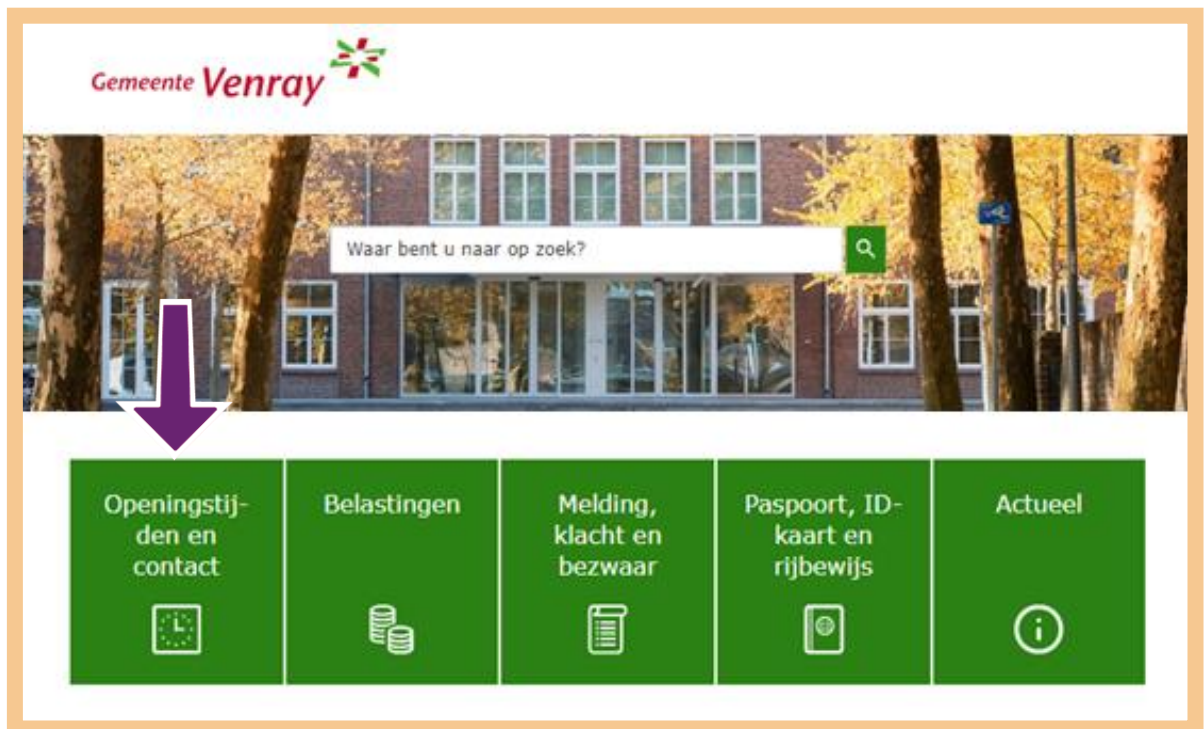 Gemeente Venray
Waar bent u naar op zoek?
Openingstij-
den en
contact
Belastingen
Melding,
klacht en
bezwaar
Paspoort, ID-
kaart en
rijbewijs
Actueel